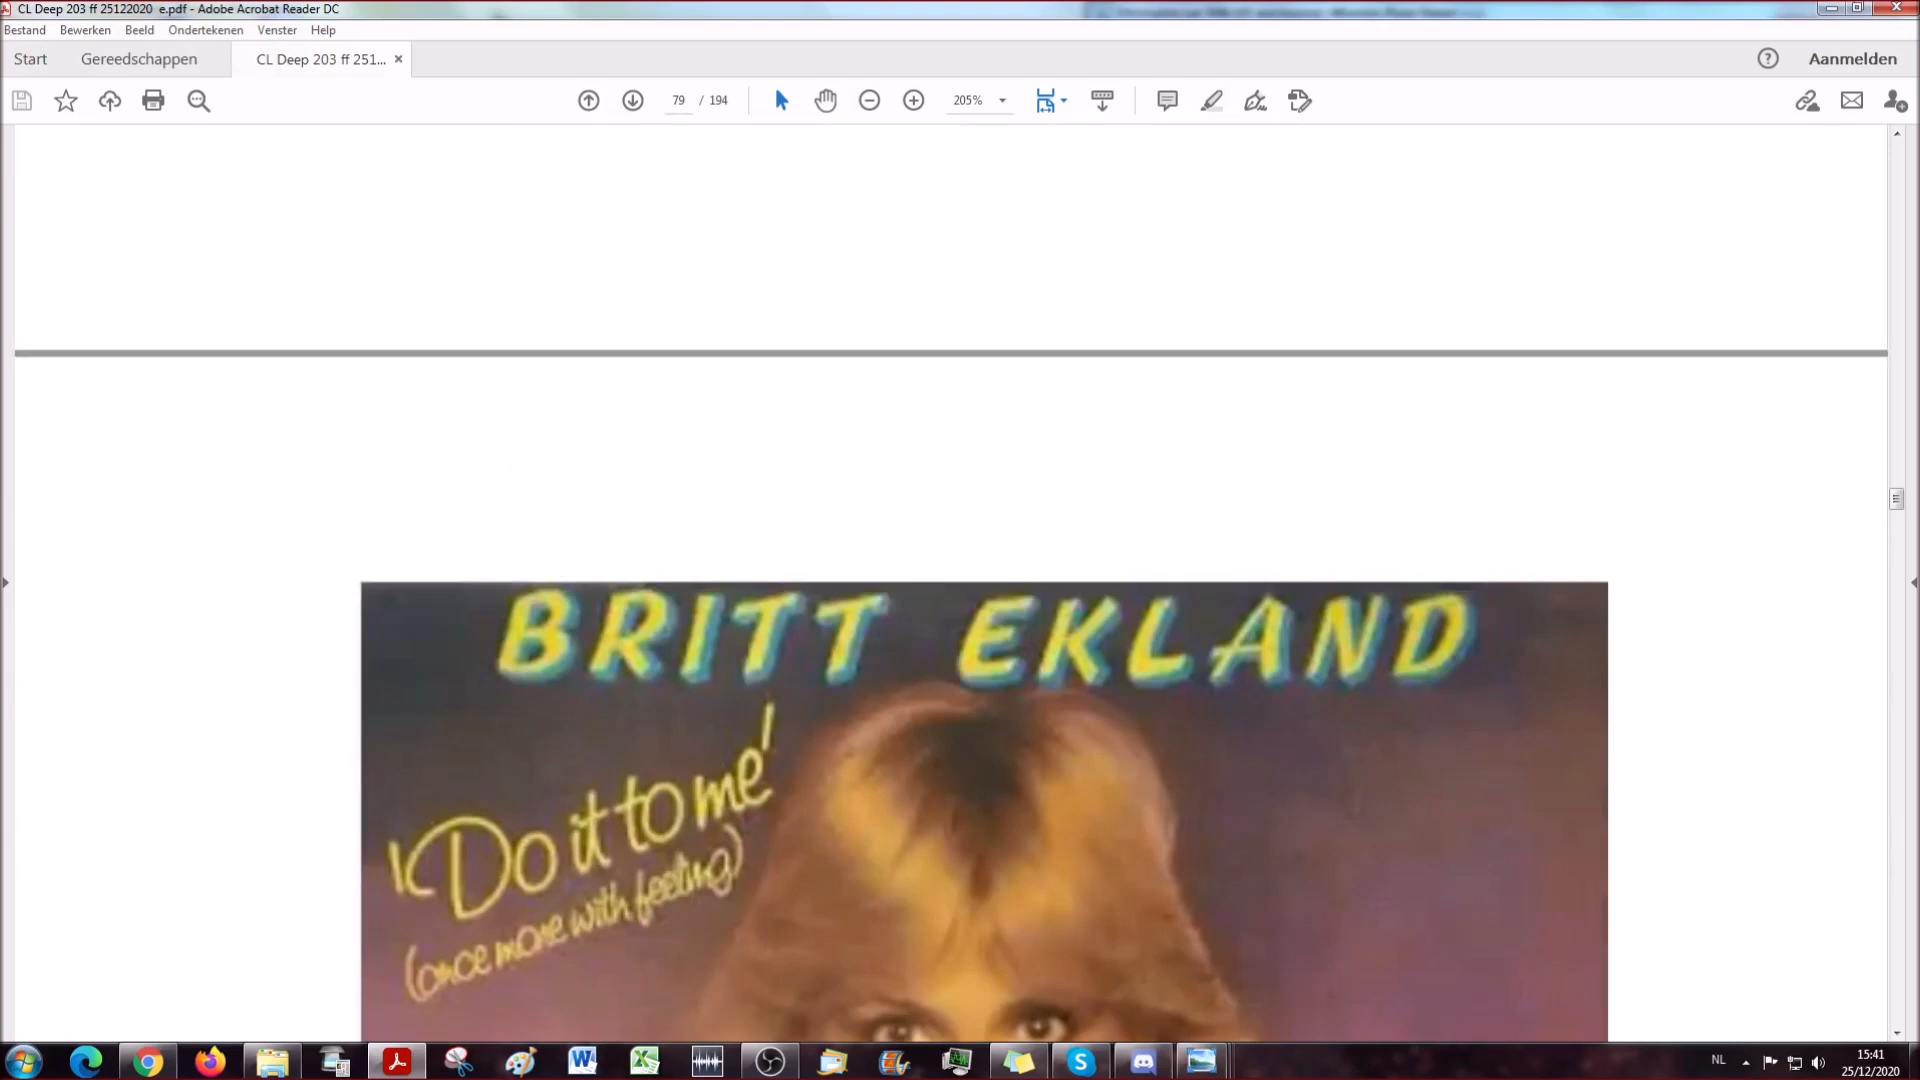 CL Deep 203 ff 25122020 e.pdf - Adobe Acrobat Reader DC
Bestand Bewerken Beeld Ondertekenen Venster Help
Start Gereedschappen CL Deep 203 ff 251... × Aanmelden
79 / 194 205%
BRITT EKLAND
'Do it to me'
(once more with feeling)
NL 15:41
25/12/2020